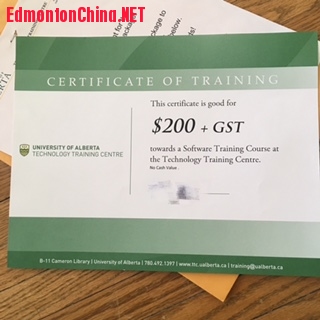 EdmontonChina.NET
CERTIFICATE OF TRAINING
This certificate is good for
$200 + GST
towards a Software Training Course at
the Technology Training Centre.
No Cash Value .
UNIVERSITY OF ALBERTA
TECHNOLOGY TRAINING CENTRE
B-11 Cameron Library | University of Alberta | 780.492.1397 | www.ttc.ualberta.ca | training@ualberta.ca